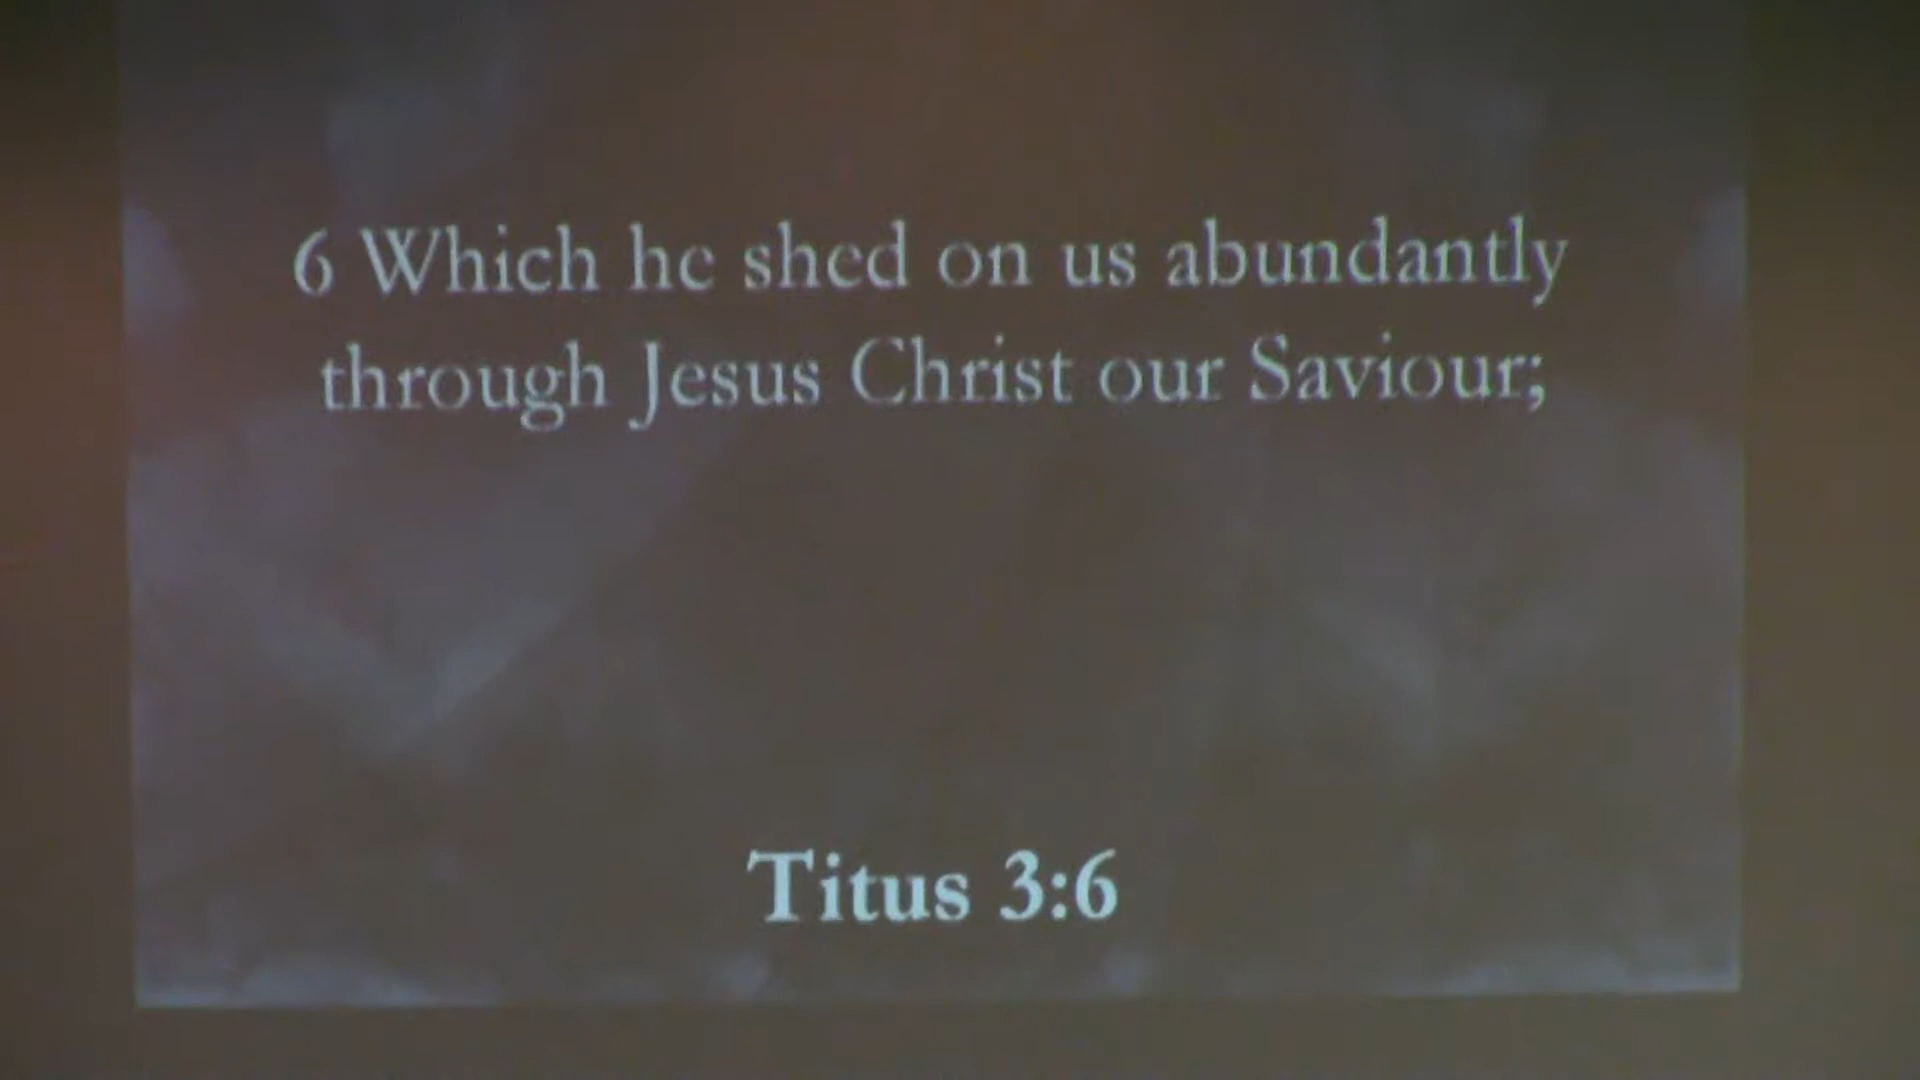 6 Which he shed on us abundantly
through Jesus Christ our Saviour;
Titus 3:6